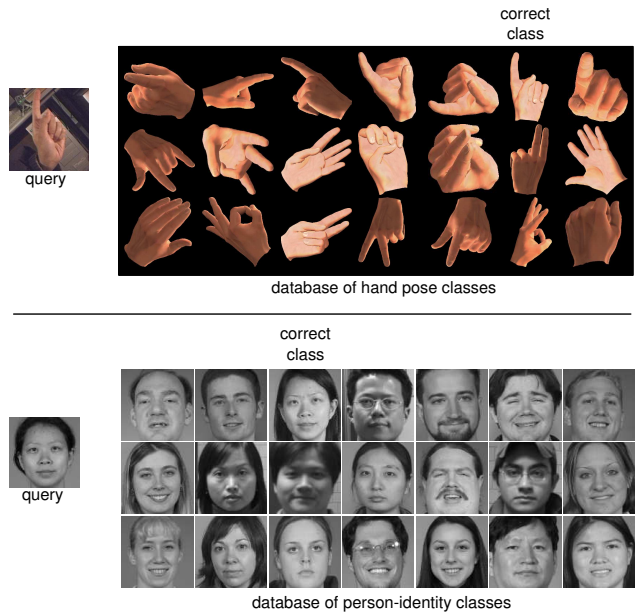 correct
class
query
database of hand pose classes
correct
class
query
database of person-identity classes